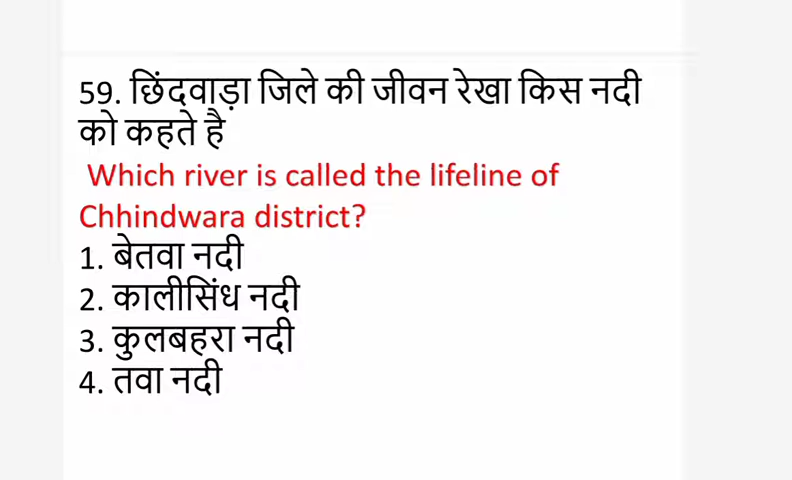 59. छिंदवाड़ा जिले की जीवन रेखा किस नदी
को कहते है
Which river is called the lifeline of
Chhindwara district?
1. बेतवा नदी
2. कालीसिंध नदी
3. कुलबहरा नदी
4. तवा नदी